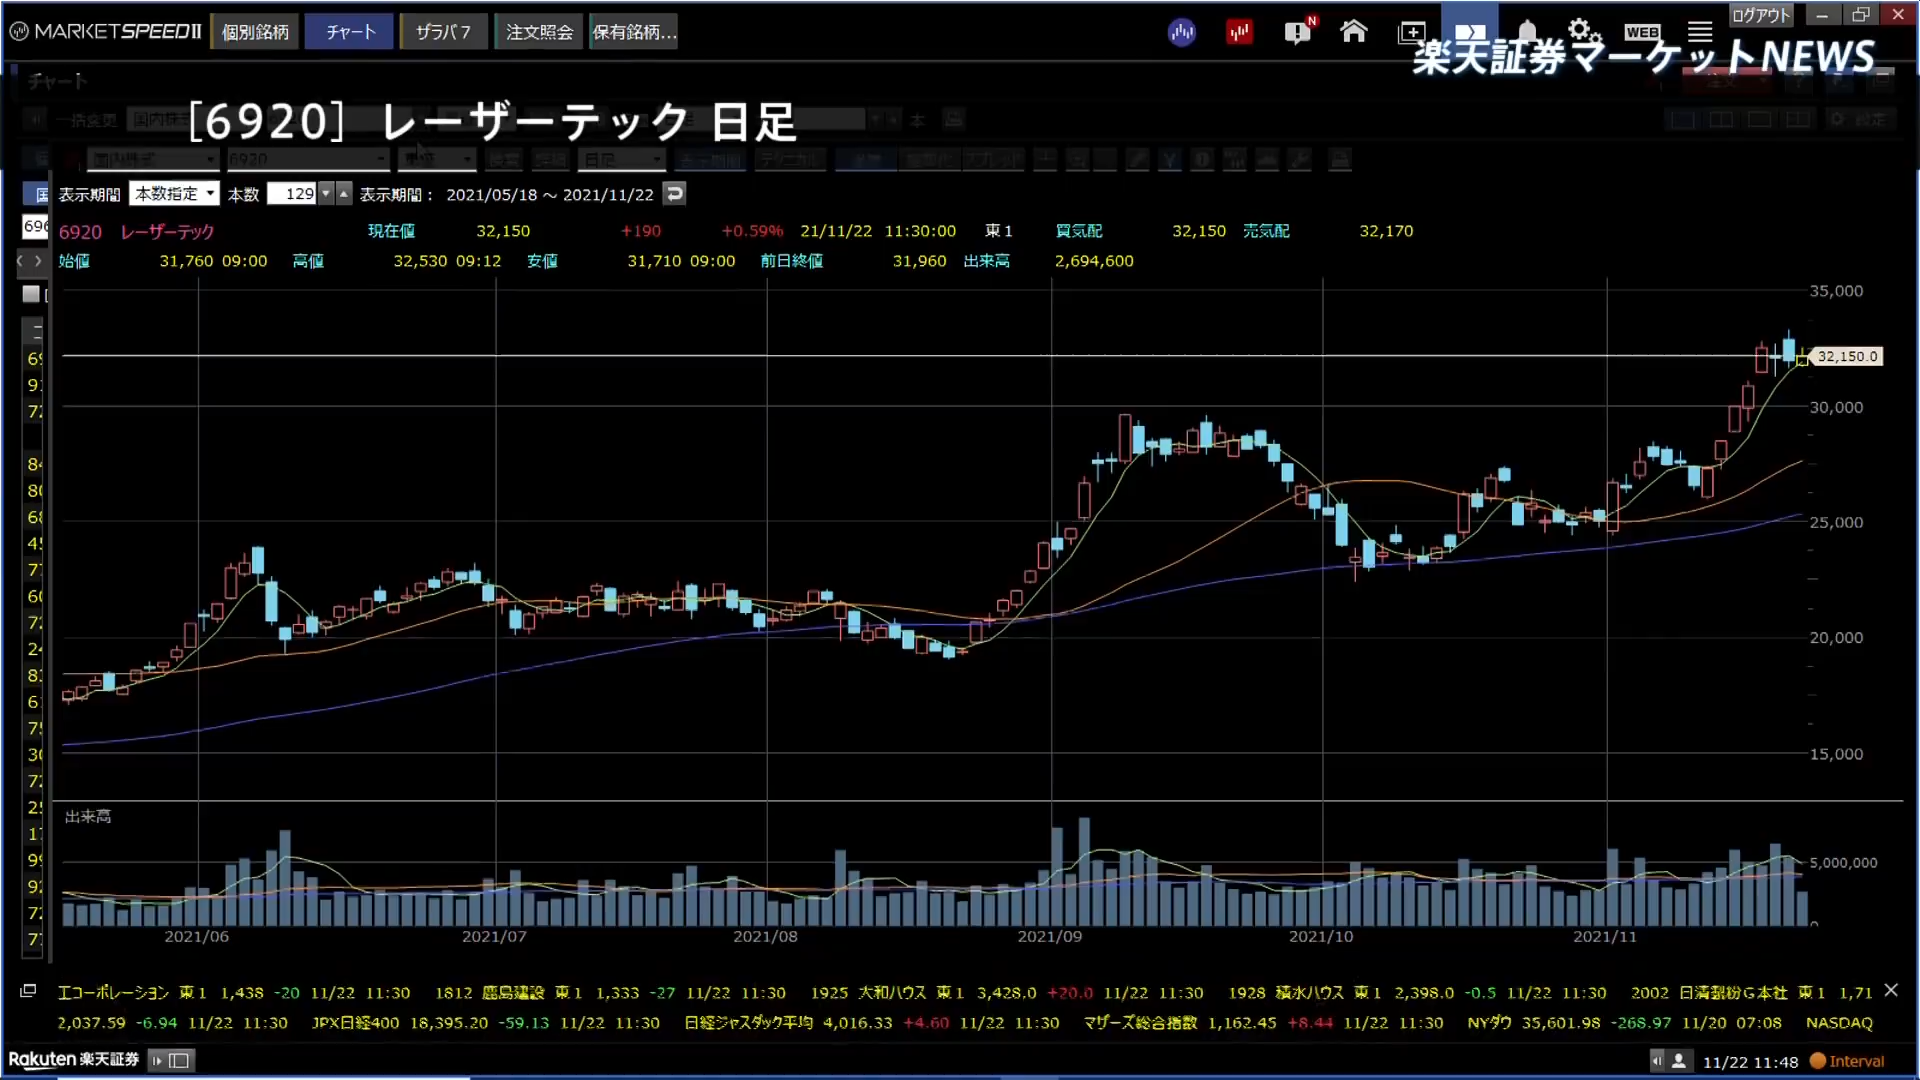 MARKETSPEEDⅡ 個別銘柄 チャート ザラバ7 注文照会 保有銘柄... N WEB ログアウト
楽天証券マーケットNEWS
チャート
[6920] レーザーテック 日足
国内株式 6920 日足
表示期間 本数指定 本数 129 表示期間： 2021/05/18 ～ 2021/11/22
6920 レーザーテック 現在値 32,150 +190 +0.59% 21/11/22 11:30:00 東1 買気配 32,150 売気配 32,170
始値 31,760 09:00 高値 32,530 09:12 安値 31,710 09:00 前日終値 31,960 出来高 2,694,600
35,000
32,150.0
30,000
25,000
20,000
15,000
出来高
5,000,000
0
2021/06 2021/07 2021/08 2021/09 2021/10 2021/11
エコーポレーション 東1 1,438 -20 11/22 11:30 1812 鹿島建設 東1 1,333 -27 11/22 11:30 1925 大和ハウス 東1 3,428.0 +20.0 11/22 11:30 1928 積水ハウス 東1 2,398.0 -0.5 11/22 11:30 2002 日清製粉G本社 東1 1,71
2,037.59 -6.94 11/22 11:30 JPX日経400 18,395.20 -59.13 11/22 11:30 日経ジャスダック平均 4,016.33 +4.60 11/22 11:30 マザーズ総合指数 1,162.45 +8.44 11/22 11:30 NYダウ 35,601.98 -268.97 11/20 07:08 NASDAQ
Rakuten 楽天証券 11/22 11:48 Interval